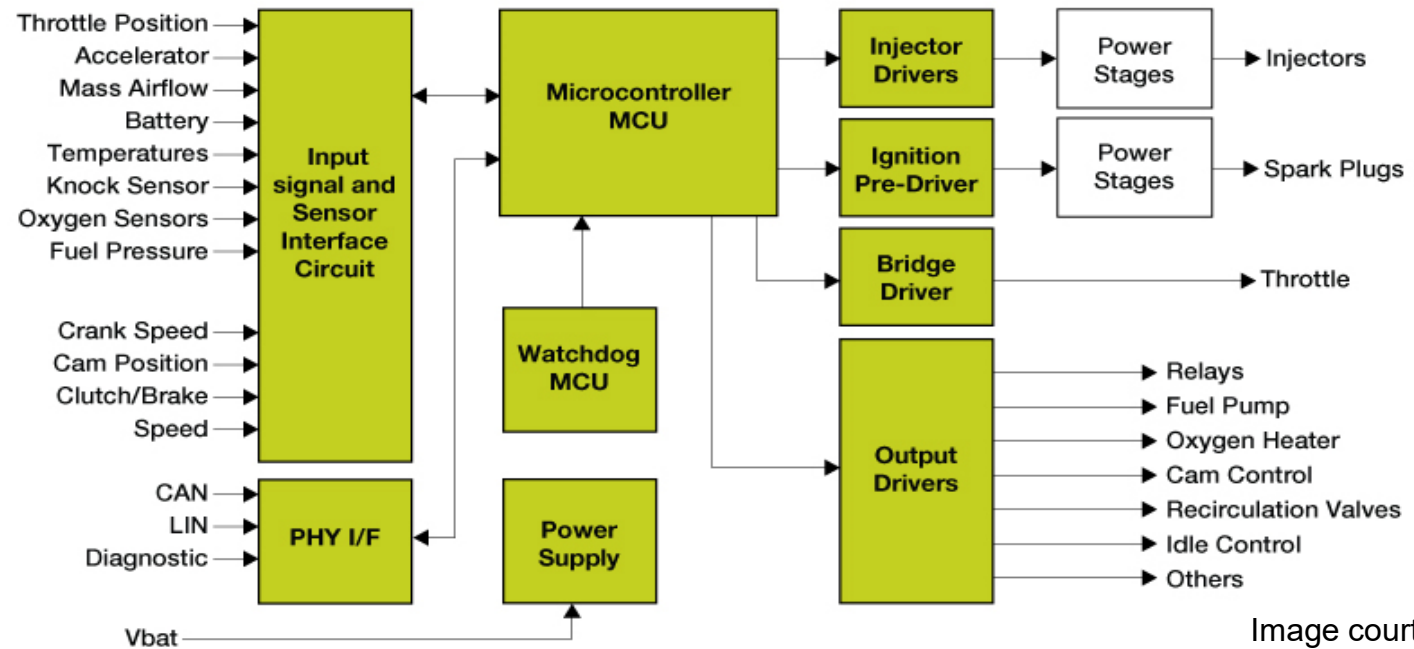 Throttle Position
Accelerator
Mass Airflow
Battery
Temperatures
Knock Sensor
Oxygen Sensors
Fuel Pressure
Crank Speed
Cam Position
Clutch/Brake
Speed
CAN
LIN
Diagnostic
Vbat
Input
signal and
Sensor
Interface
Circuit
PHY I/F
Microcontroller
MCU
Watchdog
MCU
Power
Supply
Injector
Drivers
Ignition
Pre-Driver
Bridge
Driver
Output
Drivers
Power
Stages
Power
Stages
Injectors
Spark Plugs
Throttle
Relays
Fuel Pump
Oxygen Heater
Cam Control
Recirculation Valves
Idle Control
Others
Image court